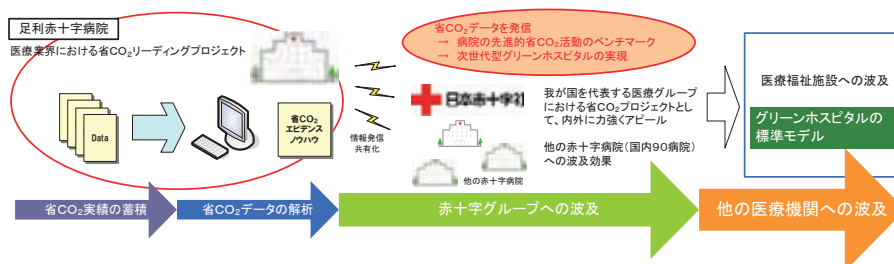 足利赤十字病院
医療業界における省CO₂リーディングプロジェクト
Data
省CO₂
エビデンス
ノウハウ
情報発信
共有化
省CO₂データを発信
→ 病院の先進的省CO₂活動のベンチマーク
→ 次世代型グリーンホスピタルの実現
日本赤十字社
我が国を代表する医療グループ
における省CO₂プロジェクトとし
て、内外に力強くアピール
他の赤十字病院（国内90病院）
への波及効果
他の赤十字病院
医療福祉施設への波及
グリーンホスピタルの
標準モデル
省CO₂実績の蓄積
省CO₂データの解析
赤十字グループへの波及
他の医療機関への波及